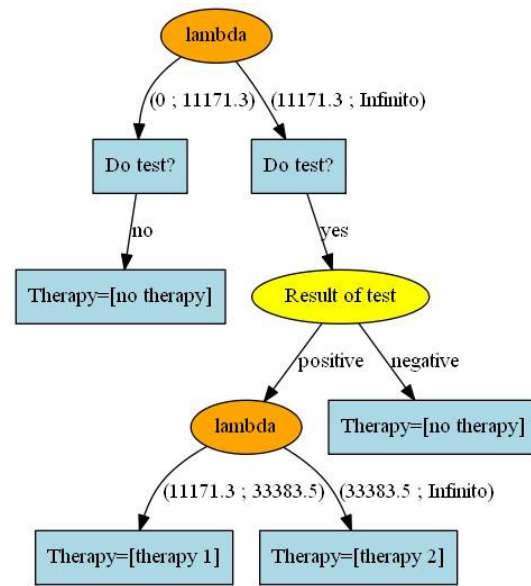 lambda
(0 ; 11171.3)
(11171.3 ; Infinito)
Do test?
Do test?
no
yes
Therapy=[no therapy]
Result of test
positive
negative
lambda
Therapy=[no therapy]
(11171.3 ; 33383.5)
(33383.5 ; Infinito)
Therapy=[therapy 1]
Therapy=[therapy 2]